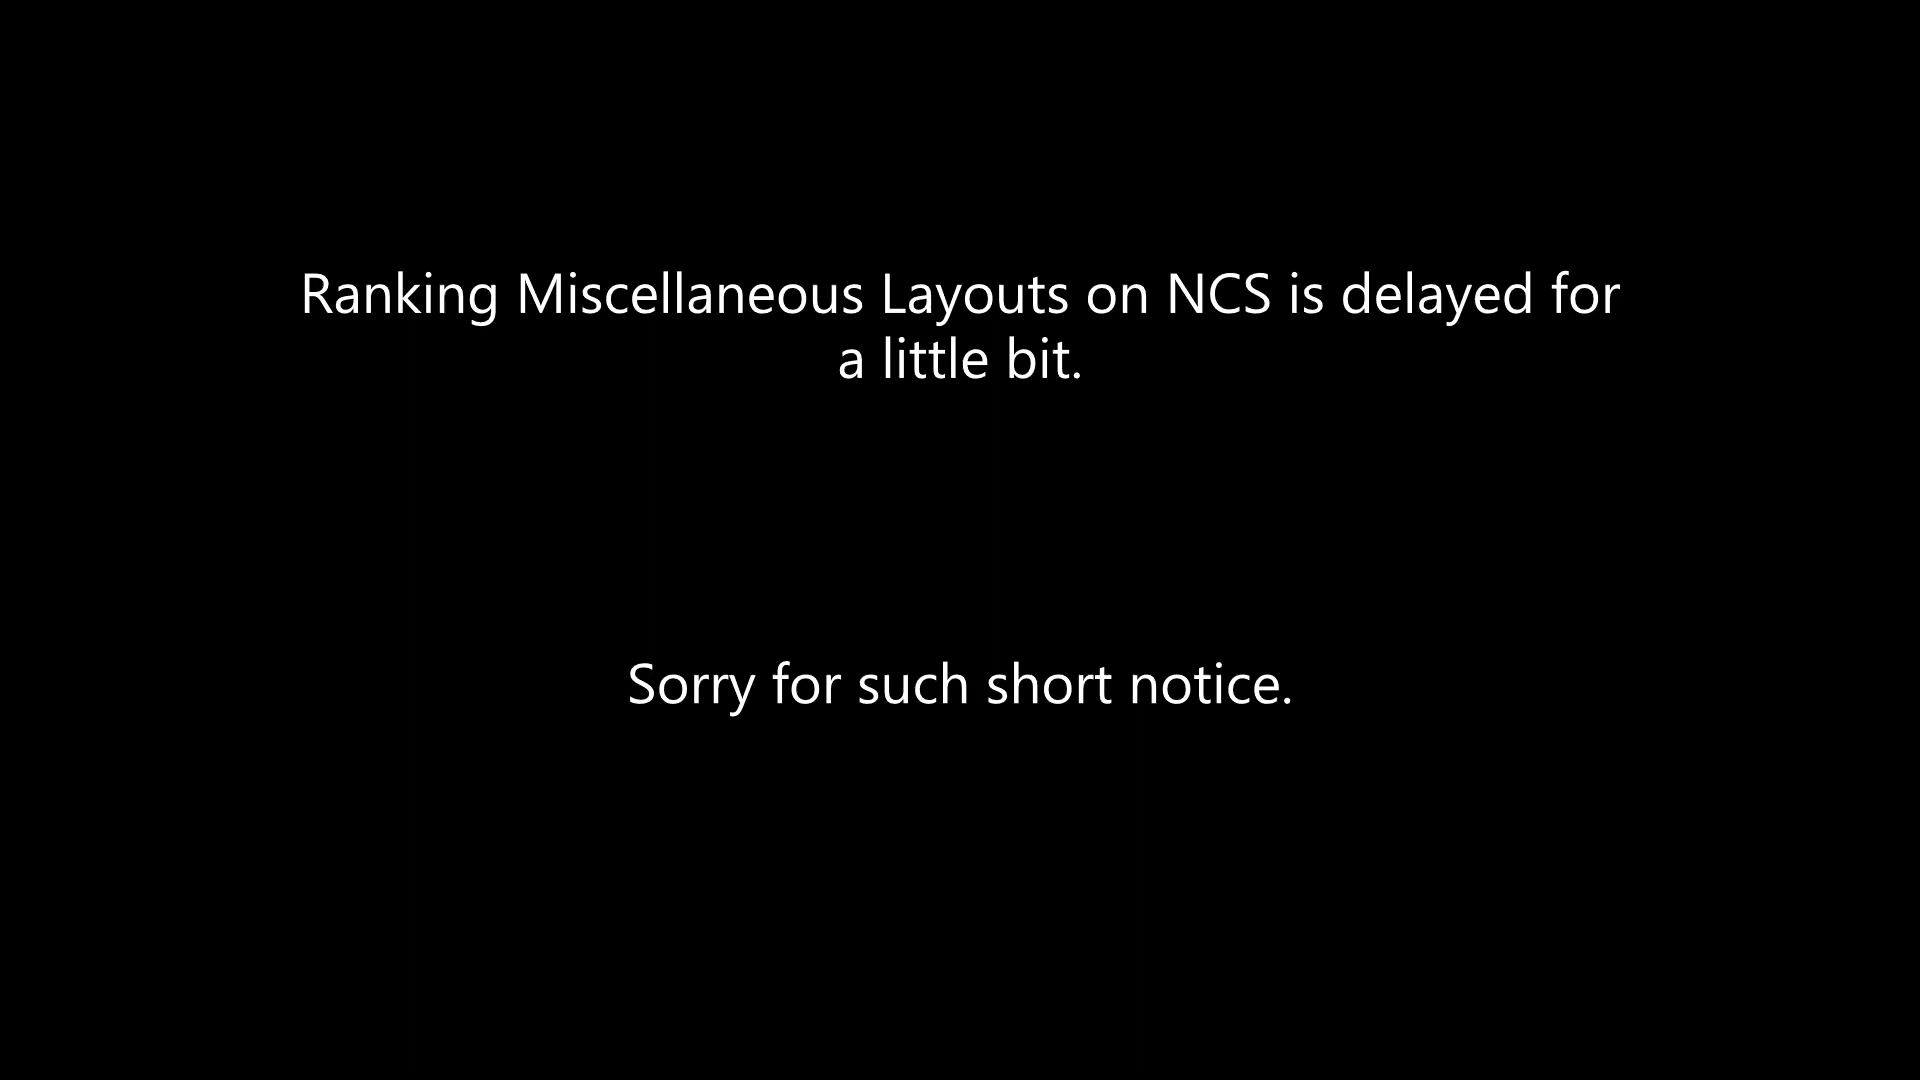 Ranking Miscellaneous Layouts on NCS is delayed for
a little bit.
Sorry for such short notice.